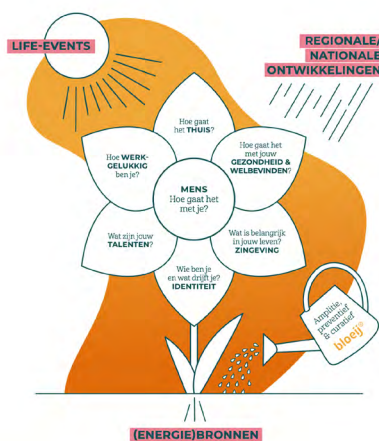 LIFE-EVENTS
REGIONALE/
NATIONALE
ONTWIKKELINGEN
Hoe gaat
het THUIS?
Hoe WERK-
GELUKKIG
ben je?
Hoe gaat het
met jouw
GEZONDHEID &
WELBEVINDEN?
MENS
Hoe gaat het
met je?
Wat zijn jouw
TALENTEN?
Wat is belangrijk
in jouw leven?
ZINGEVING
Wie ben je
en wat drijft je?
IDENTITEIT
Amplitie,
preventief
& curatief
bloeij®
(ENERGIE)BRONNEN